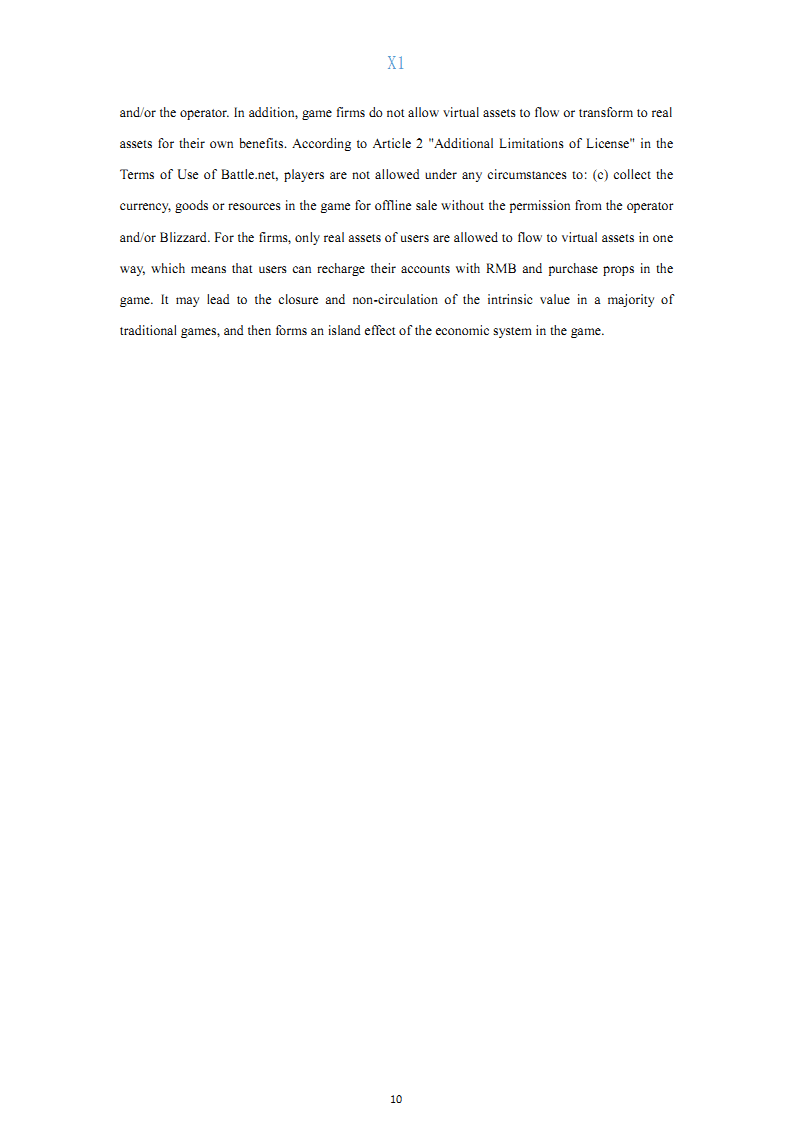 X1
and/or the operator. In addition, game firms do not allow virtual assets to flow or transform to real
assets for their own benefits. According to Article 2 "Additional Limitations of License" in the
Terms of Use of Battle.net, players are not allowed under any circumstances to: (c) collect the
currency, goods or resources in the game for offline sale without the permission from the operator
and/or Blizzard. For the firms, only real assets of users are allowed to flow to virtual assets in one
way, which means that users can recharge their accounts with RMB and purchase props in the
game. It may lead to the closure and non-circulation of the intrinsic value in a majority of
traditional games, and then forms an island effect of the economic system in the game.
10